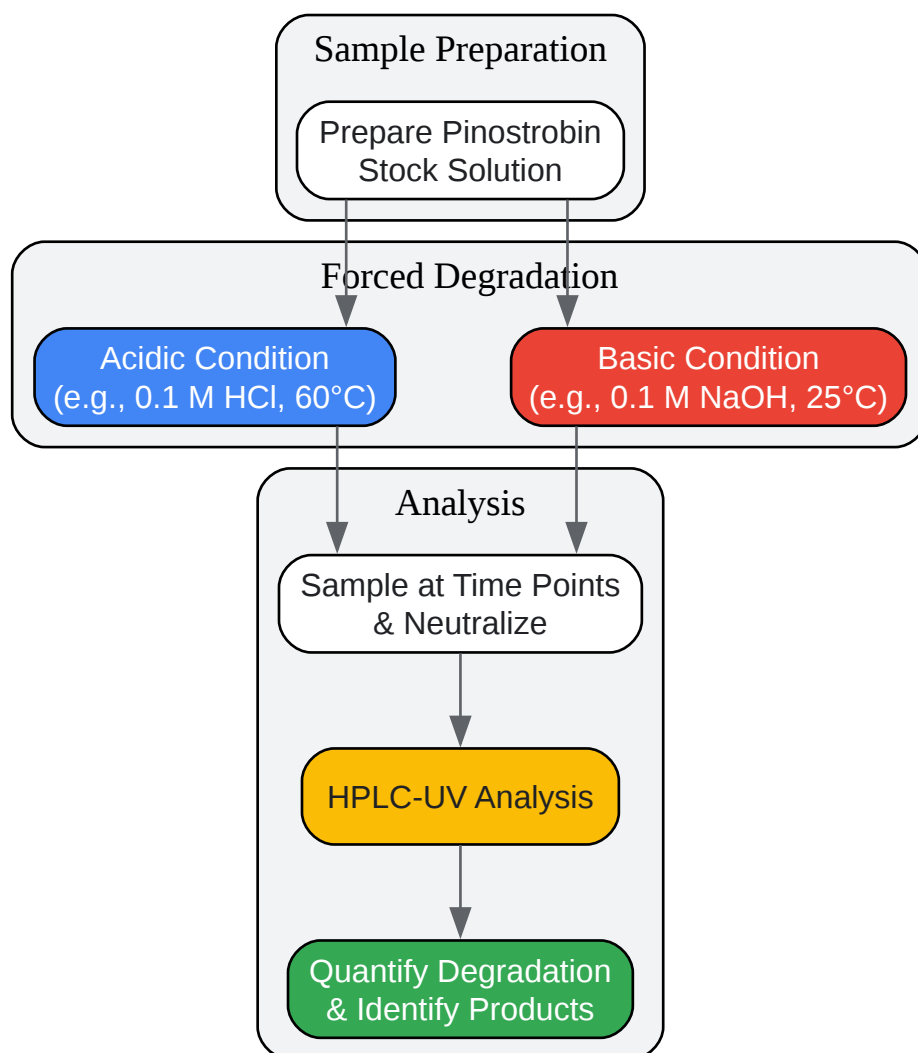 Sample Preparation
Prepare Pinostrobin
Stock Solution
Forced Degradation
Acidic Condition
(e.g., 0.1 M HCl, 60°C)
Basic Condition
(e.g., 0.1 M NaOH, 25°C)
Analysis
Sample at Time Points
& Neutralize
HPLC-UV Analysis
Quantify Degradation
& Identify Products